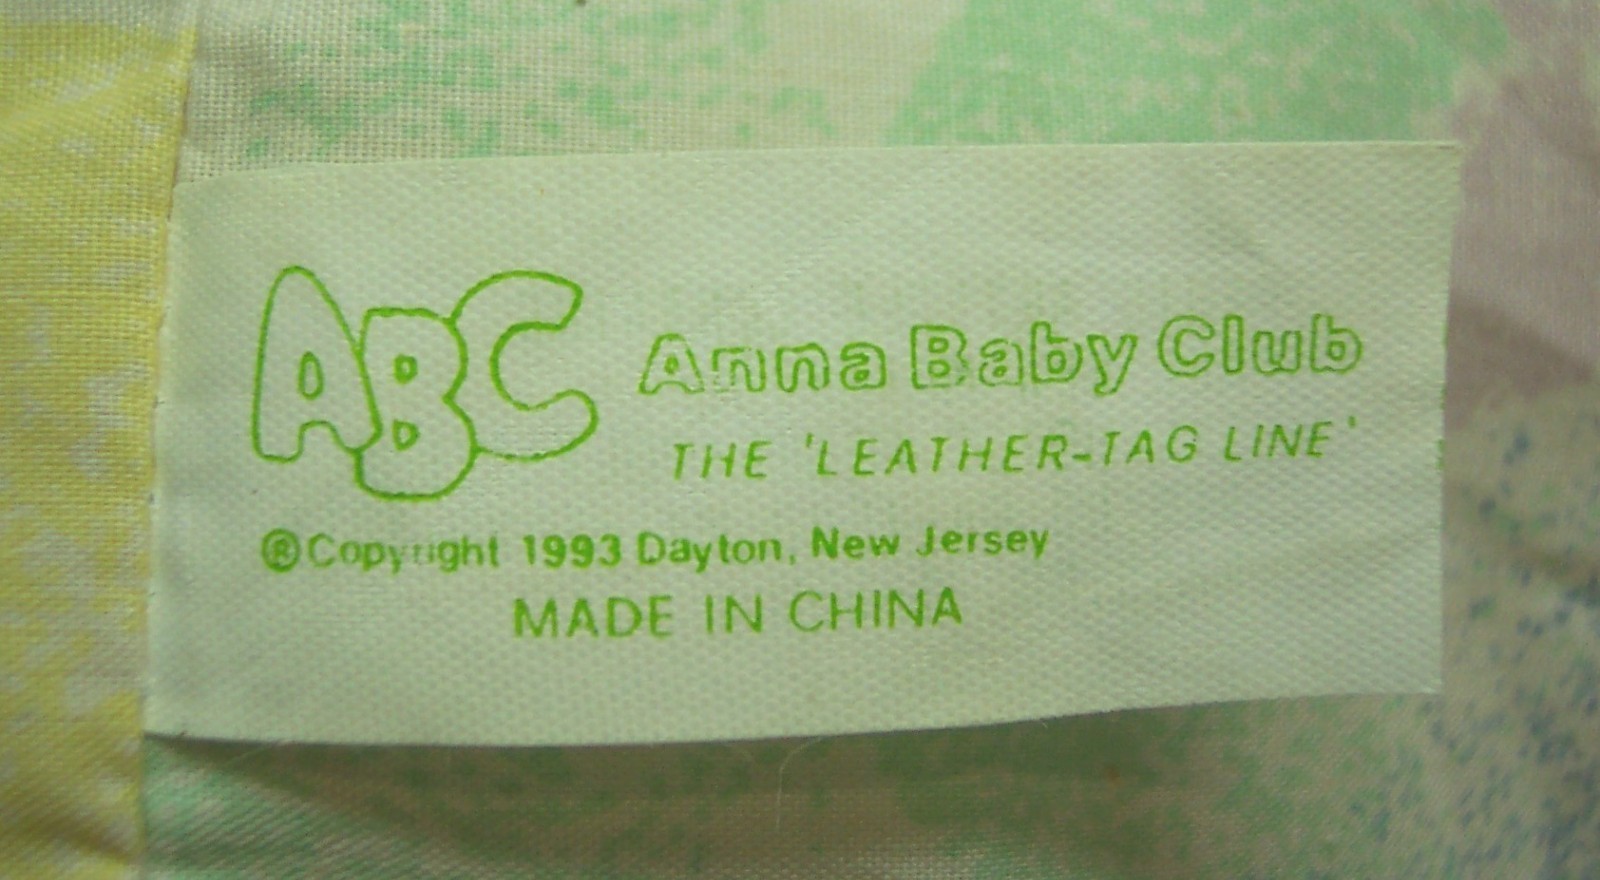 ABC Anna Baby Club
THE 'LEATHER-TAG LINE'
®Copyright 1993 Dayton, New Jersey
MADE IN CHINA